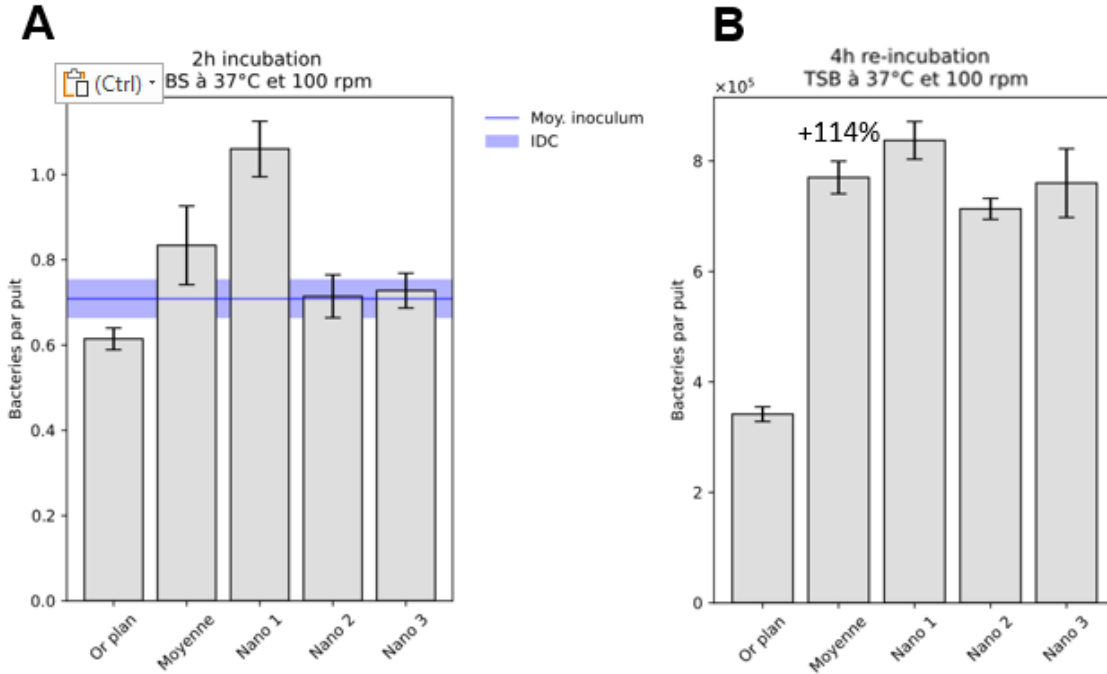 A
2h incubation
BS à 37°C et 100 rpm
(Ctrl)
Bacteries par puit
1.0
0.8
0.6
0.4
0.2
0.0
Or plan
Moyenne
Nano 1
Nano 2
Nano 3
Moy. inoculum
IDC
B
4h re-incubation
TSB à 37°C et 100 rpm
×10⁵
+114%
Bacteries par puit
8
6
4
2
0
Or plan
Moyenne
Nano 1
Nano 2
Nano 3